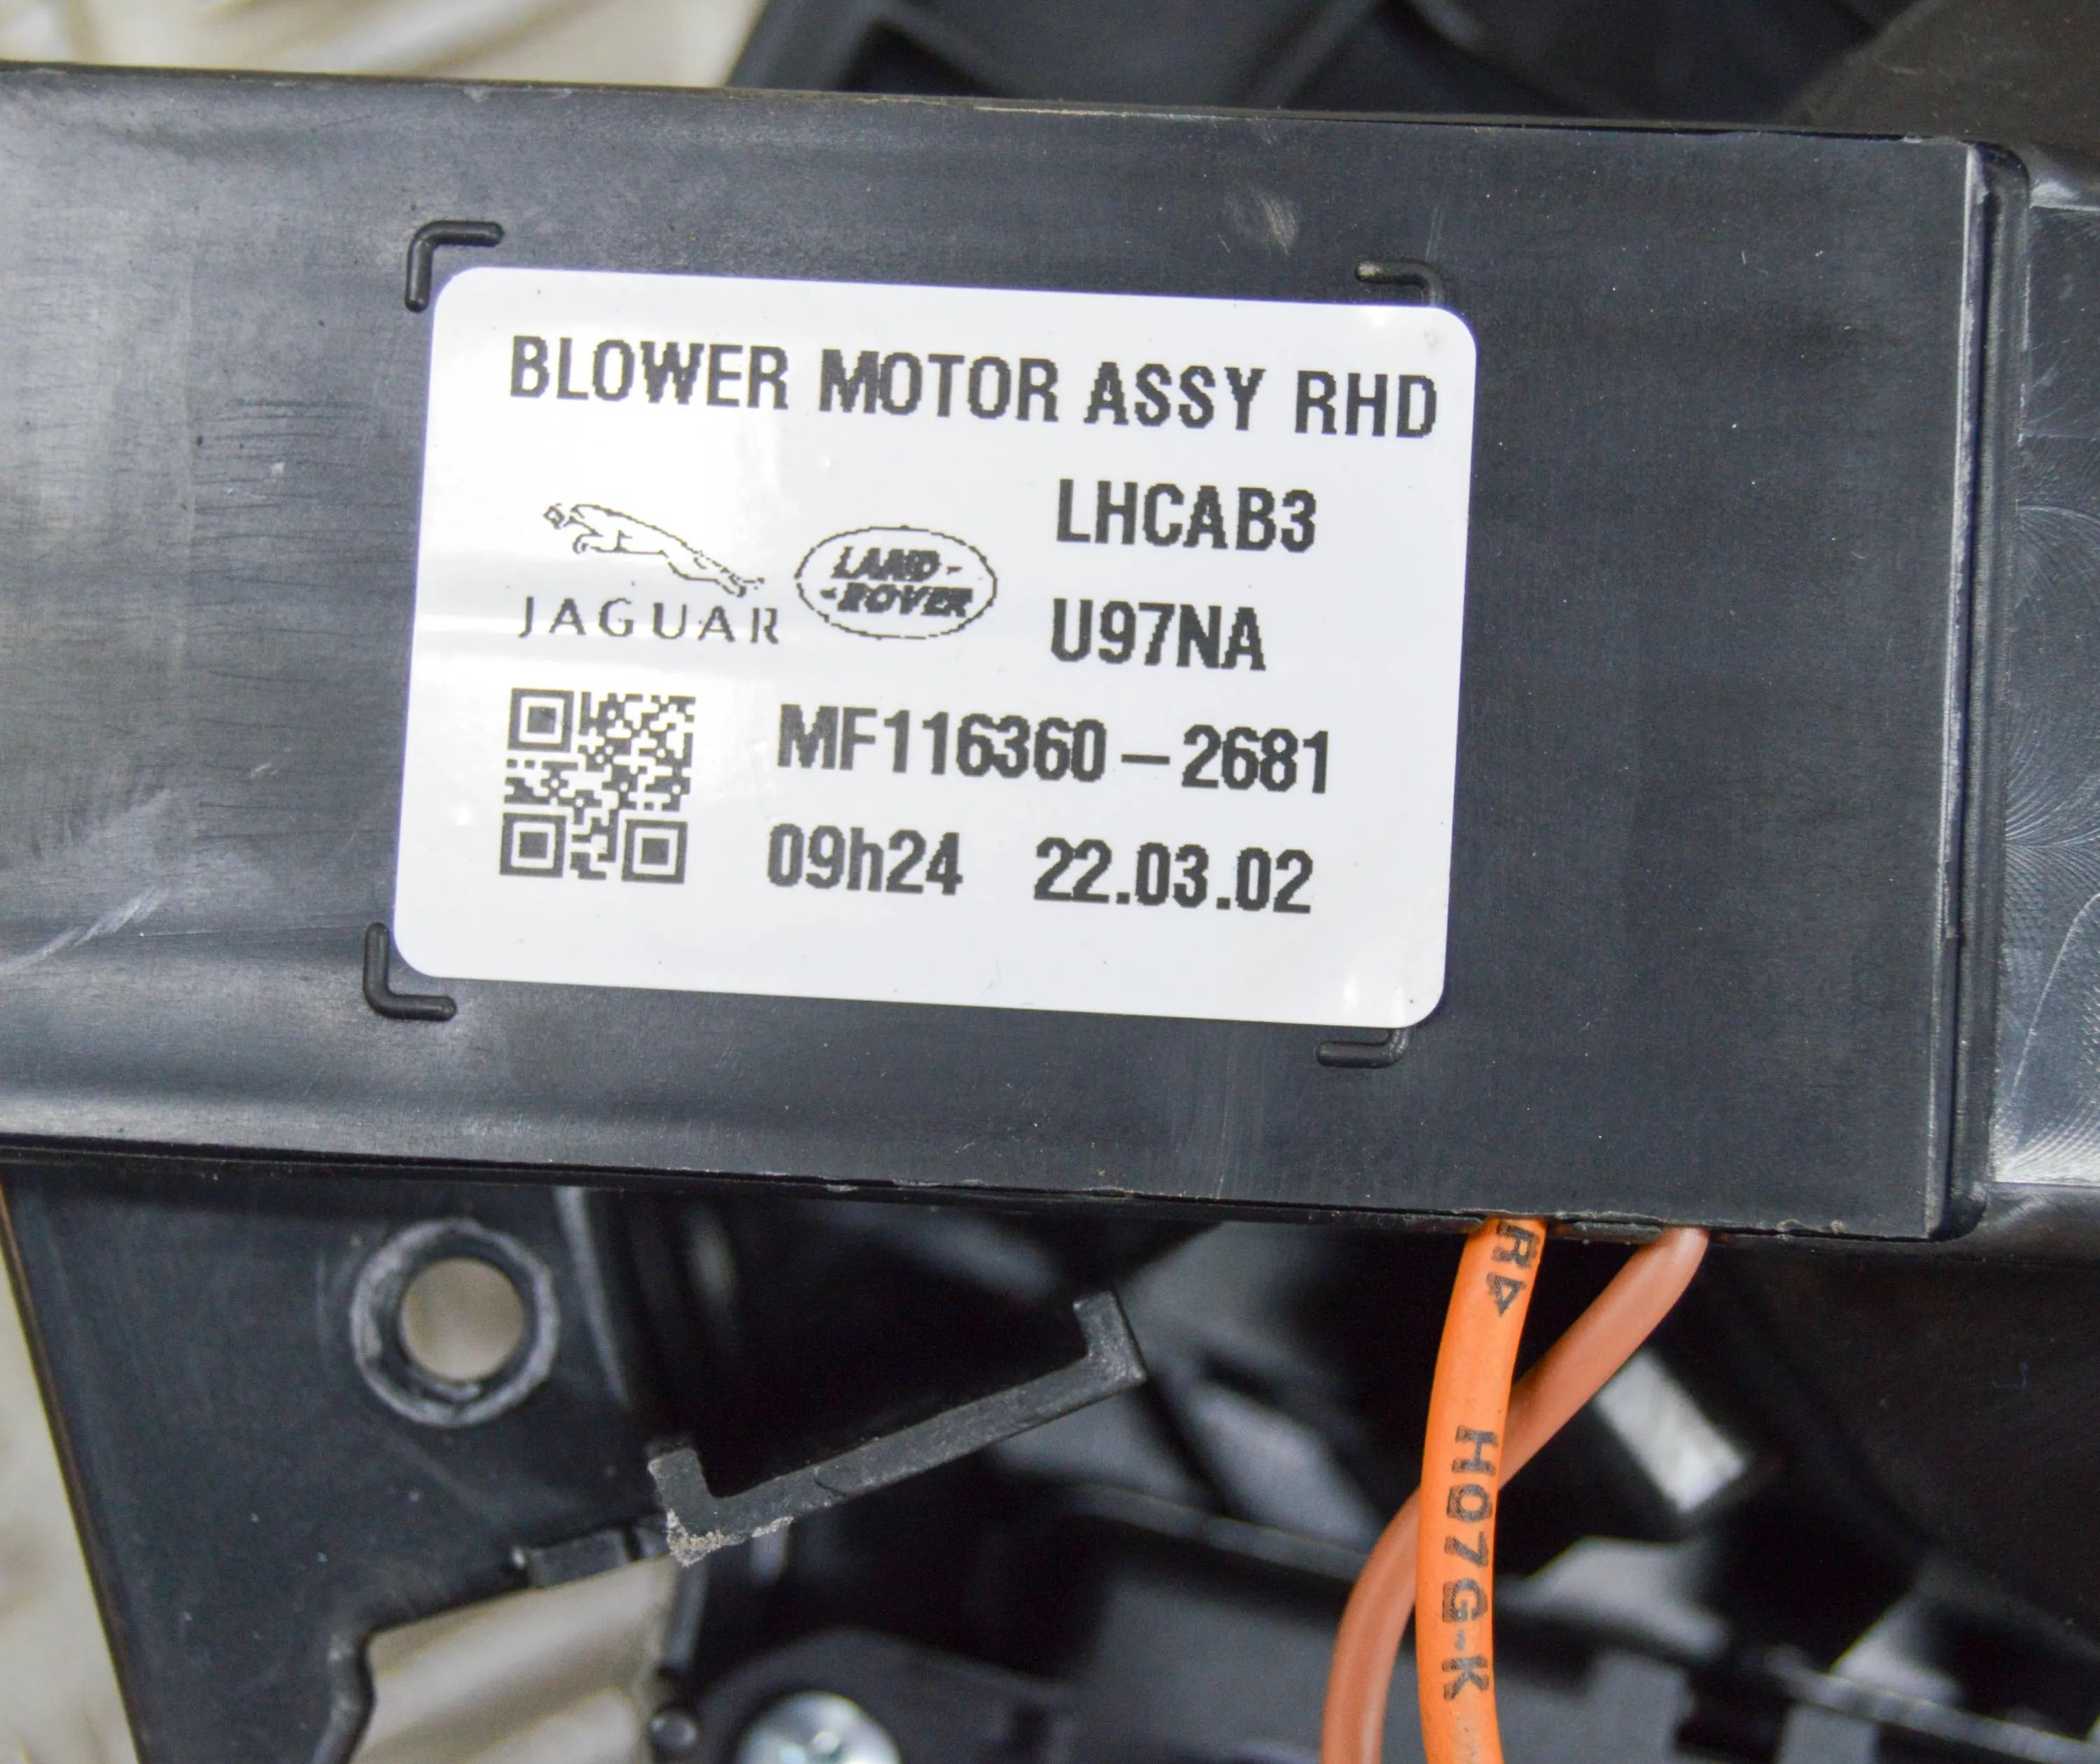 BLOWER MOTOR ASSY RHD
LHCAB3
JAGUAR
LAND-
-ROVER
U97NA
MF116360-2681
09h24 22.03.02
R
H07G-K